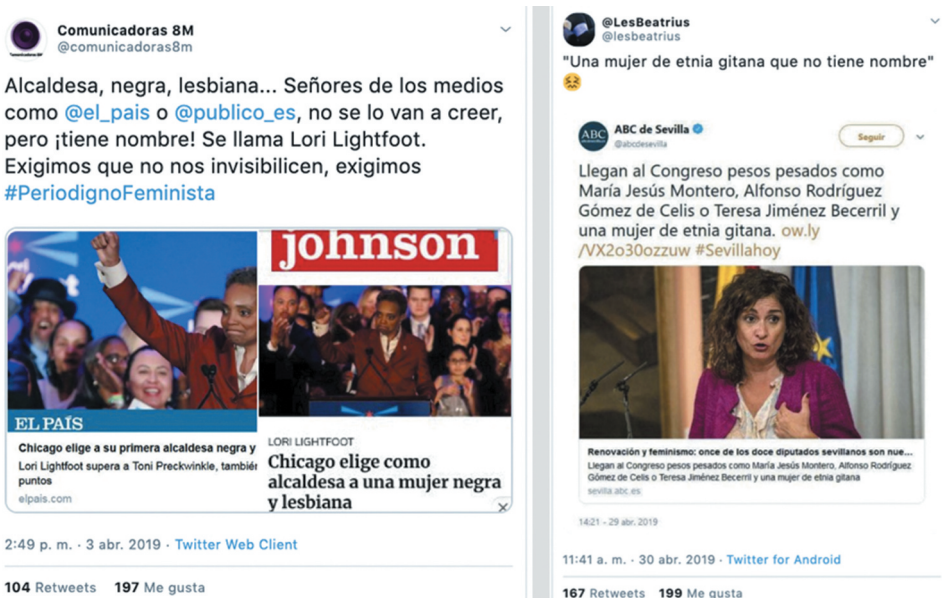 Comunicadoras 8M
@comunicadoras8m
Alcaldesa, negra, lesbiana... Señores de los medios
como @el_pais o @publico_es, no se lo van a creer,
pero ¡tiene nombre! Se llama Lori Lightfoot.
Exigimos que no nos invisibilicen, exigimos
#PeriodignoFeminista
johnson
EL PAÍS
Chicago elige a su primera alcaldesa negra y
Lori Lightfoot supera a Toni Preckwinkle, también
puntos
elpais.com
LORI LIGHTFOOT
Chicago elige como
alcaldesa a una mujer negra
y lesbiana
2:49 p. m. · 3 abr. 2019 · Twitter Web Client
104 Retweets 197 Me gusta
@LesBeatrius
@lesbeatrius
"Una mujer de etnia gitana que no tiene nombre"
ABC
ABC de Sevilla
@abcdesevilla
Seguir
Llegan al Congreso pesos pesados como
María Jesús Montero, Alfonso Rodríguez
Gómez de Celis o Teresa Jiménez Becerril y
una mujer de etnia gitana. ow.ly
/VX2o30ozzuw #Sevillahoy
Renovación y feminismo: once de los doce diputados sevillanos son nue...
Llegan al Congreso pesos pesados como María Jesús Montero, Alfonso Rodríguez
Gómez de Celis o Teresa Jiménez Becerril y una mujer de etnia gitana
sevilla.abc.es
14:21 - 29 abr. 2019
11:41 a. m. · 30 abr. 2019 · Twitter for Android
167 Retweets 199 Me gusta